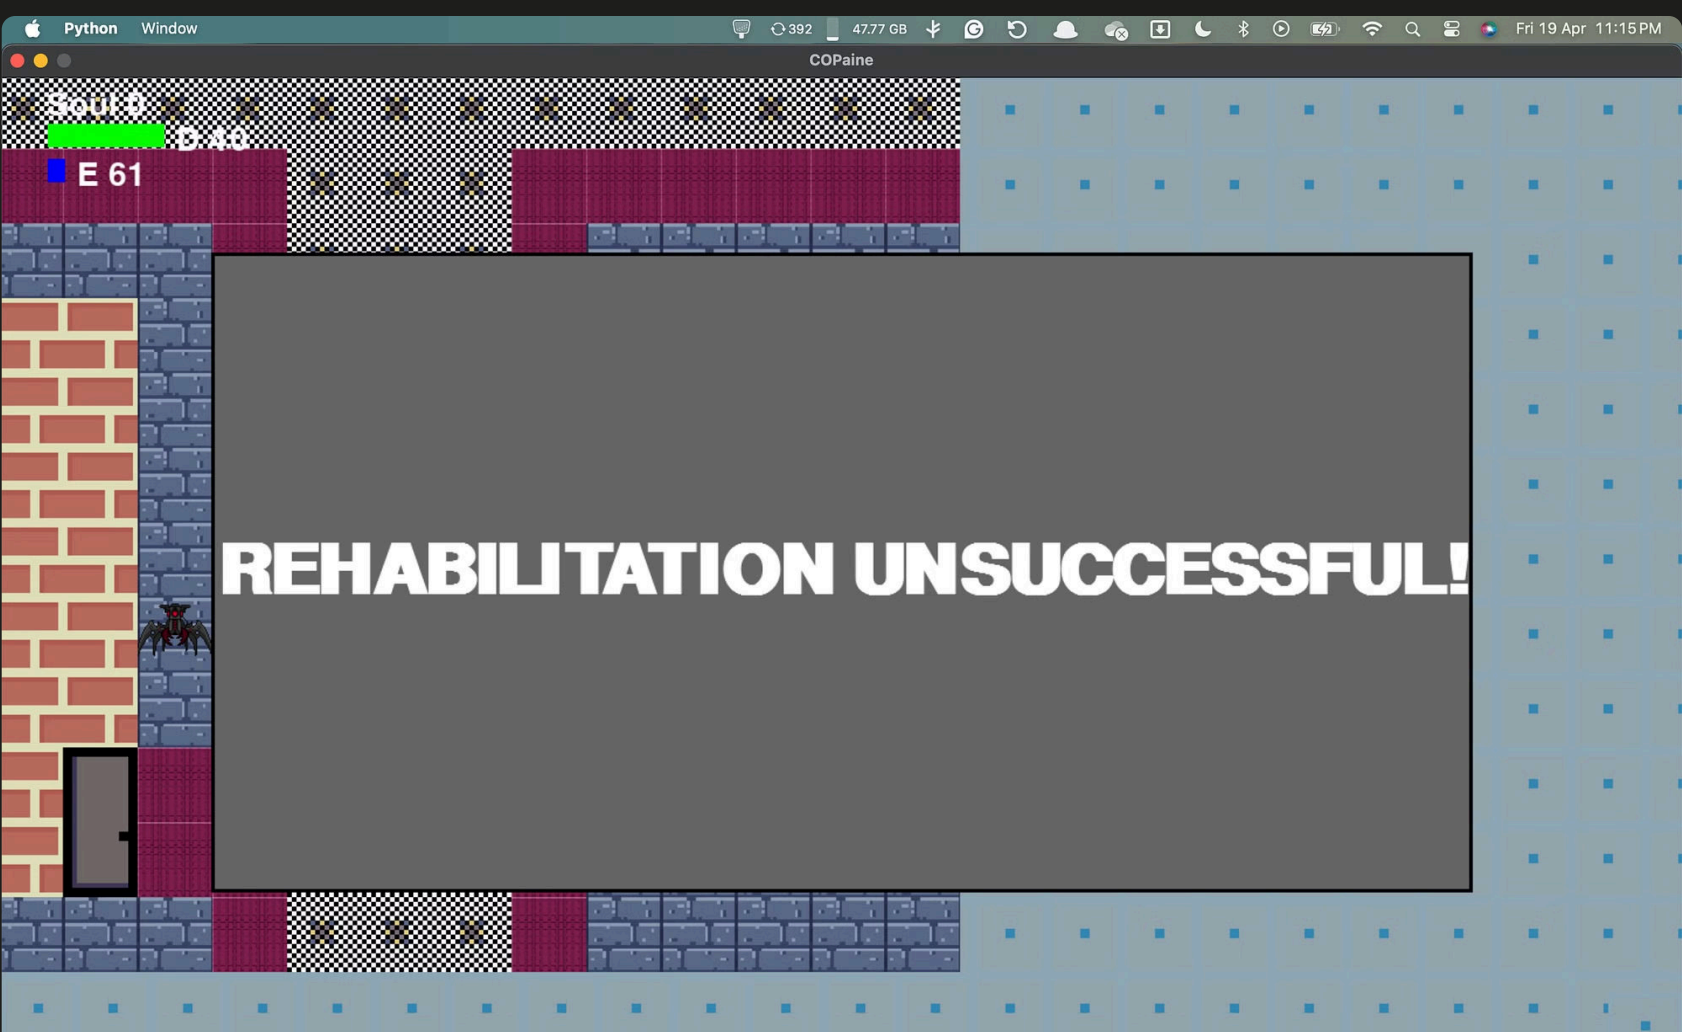 Python Window 392 47.77 GB Fri 19 Apr 11:15 PM
COPaine
Soul 0
D 40
E 61
REHABILITATION UNSUCCESSFUL!